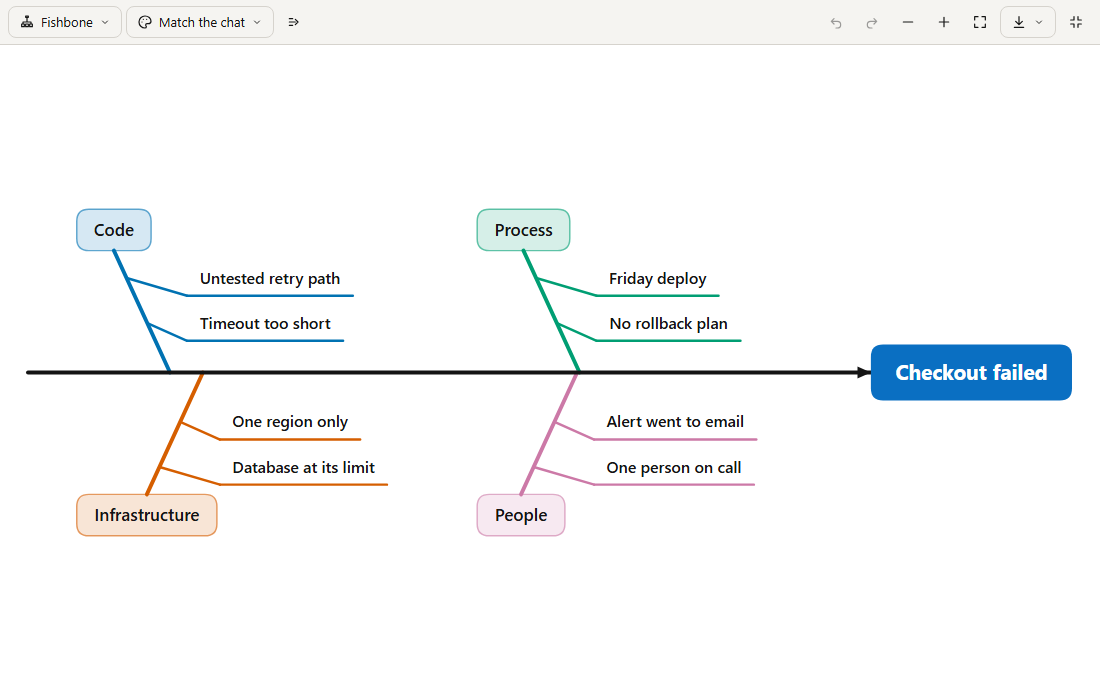 Fishbone
Match the chat
Code
Process
Untested retry path
Friday deploy
Timeout too short
No rollback plan
Checkout failed
One region only
Alert went to email
Database at its limit
One person on call
Infrastructure
People